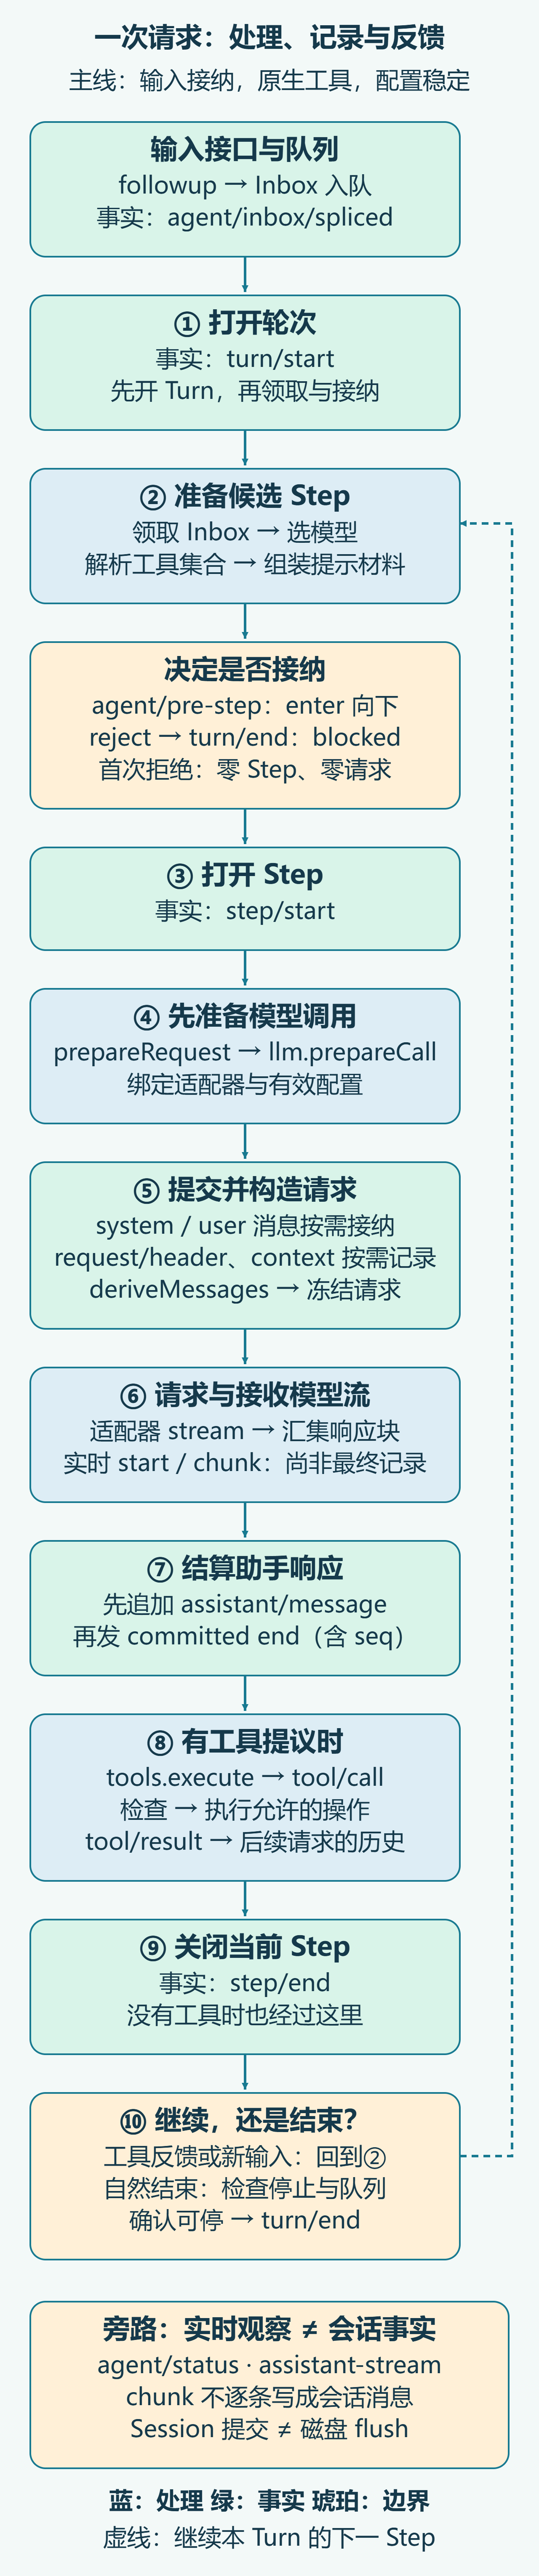 一次请求：处理、记录与反馈
主线：输入接纳，原生工具，配置稳定
输入接口与队列
followup → Inbox 入队
事实：agent/inbox/spliced
① 打开轮次
事实：turn/start
先开 Turn，再领取与接纳
② 准备候选 Step
领取 Inbox → 选模型
解析工具集合 → 组装提示材料
决定是否接纳
agent/pre-step：enter 向下
reject → turn/end：blocked
首次拒绝：零 Step、零请求
③ 打开 Step
事实：step/start
④ 先准备模型调用
prepareRequest → llm.prepareCall
绑定适配器与有效配置
⑤ 提交并构造请求
system / user 消息按需接纳
request/header、context 按需记录
deriveMessages → 冻结请求
⑥ 请求与接收模型流
适配器 stream → 汇集响应块
实时 start / chunk：尚非最终记录
⑦ 结算助手响应
先追加 assistant/message
再发 committed end（含 seq）
⑧ 有工具提议时
tools.execute → tool/call
检查 → 执行允许的操作
tool/result → 后续请求的历史
⑨ 关闭当前 Step
事实：step/end
没有工具时也经过这里
⑩ 继续，还是结束？
工具反馈或新输入：回到②
自然结束：检查停止与队列
确认可停 → turn/end
旁路：实时观察 ≠ 会话事实
agent/status · assistant-stream
chunk 不逐条写成会话消息
Session 提交 ≠ 磁盘 flush
蓝：处理 绿：事实 琥珀：边界
虚线：继续本 Turn 的下一 Step